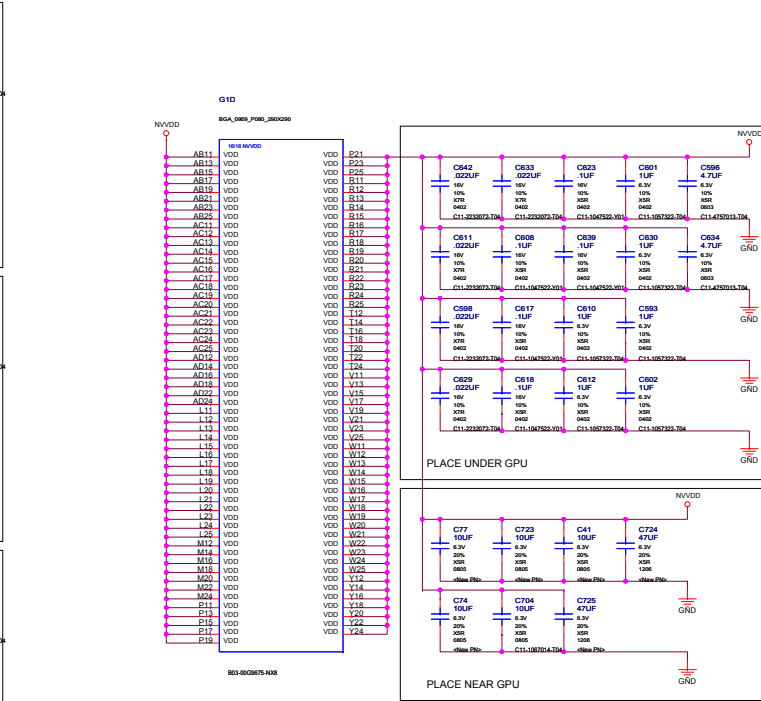 G1D
BGA_0969_P080_290X290
NVVDD
16/16 NVVDD
AB11 VDD VDD P21
AB13 VDD VDD P23
AB15 VDD VDD P25
AB17 VDD VDD R11
AB19 VDD VDD R12
AB21 VDD VDD R13
AB23 VDD VDD R14
AB25 VDD VDD R15
AC11 VDD VDD R16
AC12 VDD VDD R17
AC13 VDD VDD R18
AC14 VDD VDD R19
AC15 VDD VDD R20
AC16 VDD VDD R21
AC17 VDD VDD R22
AC18 VDD VDD R23
AC19 VDD VDD R24
AC20 VDD VDD R25
AC21 VDD VDD T12
AC22 VDD VDD T14
AC23 VDD VDD T16
AC24 VDD VDD T18
AC25 VDD VDD T20
AD12 VDD VDD T22
AD14 VDD VDD T24
AD16 VDD VDD V11
AD18 VDD VDD V13
AD22 VDD VDD V15
AD24 VDD VDD V17
L11 VDD VDD V19
L12 VDD VDD V21
L13 VDD VDD V23
L14 VDD VDD V25
L15 VDD VDD W11
L16 VDD VDD W12
L17 VDD VDD W13
L18 VDD VDD W14
L19 VDD VDD W15
L20 VDD VDD W16
L21 VDD VDD W17
L22 VDD VDD W18
L23 VDD VDD W19
L24 VDD VDD W20
L25 VDD VDD W21
M12 VDD VDD W22
M14 VDD VDD W23
M16 VDD VDD W24
M18 VDD VDD W25
M20 VDD VDD Y12
M22 VDD VDD Y14
M24 VDD VDD Y16
P11 VDD VDD Y18
P13 VDD VDD Y20
P15 VDD VDD Y22
P17 VDD VDD Y24
P19 VDD
B03-00G9675-NX8
NVVDD
C642 C633 C623 C601 C596
.022UF .022UF .1UF 1UF 4.7UF
16V 16V 16V 6.3V 6.3V
10% 10% 10% 10% 10%
X7R X7R X5R X5R X5R
0402 0402 0402 0402 0603
C11-2232072-T04 C11-2232072-T04 C11-1047522-Y01 C11-1057322-T04 C11-4757013-T04
GND
C611 C608 C639 C630 C634
.022UF .1UF .1UF 1UF 4.7UF
16V 16V 16V 6.3V 6.3V
10% 10% 10% 10% 10%
X7R X5R X5R X5R X5R
0402 0402 0402 0402 0603
C11-2232072-T04 C11-1047522-Y01 C11-1047522-Y01 C11-1057322-T04 C11-4757013-T04
GND
C598 C617 C610 C593
.022UF .1UF 1UF 1UF
16V 16V 6.3V 6.3V
10% 10% 10% 10%
X7R X5R X5R X5R
0402 0402 0402 0402
C11-2232072-T04 C11-1047522-Y01 C11-1057322-T04 C11-1057322-T04
GND
C629 C618 C612 C602
.022UF .1UF 1UF 1UF
16V 16V 6.3V 6.3V
10% 10% 10% 10%
X7R X5R X5R X5R
0402 0402 0402 0402
C11-2232072-T04 C11-1047522-Y01 C11-1057322-T04 C11-1057322-T04
GND
PLACE UNDER GPU
NVVDD
C77 C723 C41 C724
10UF 10UF 10UF 47UF
6.3V 6.3V 6.3V 6.3V
20% 20% 20% 20%
X5R X5R X5R X5R
0805 0805 0805 1206
<New PN> <New PN> <New PN> <New PN>
GND
C74 C704 C725
10UF 10UF 47UF
6.3V 6.3V 6.3V
20% 20% 20%
X5R X5R X5R
0805 0805 1206
<New PN> C11-1067014-T04 <New PN>
GND
PLACE NEAR GPU